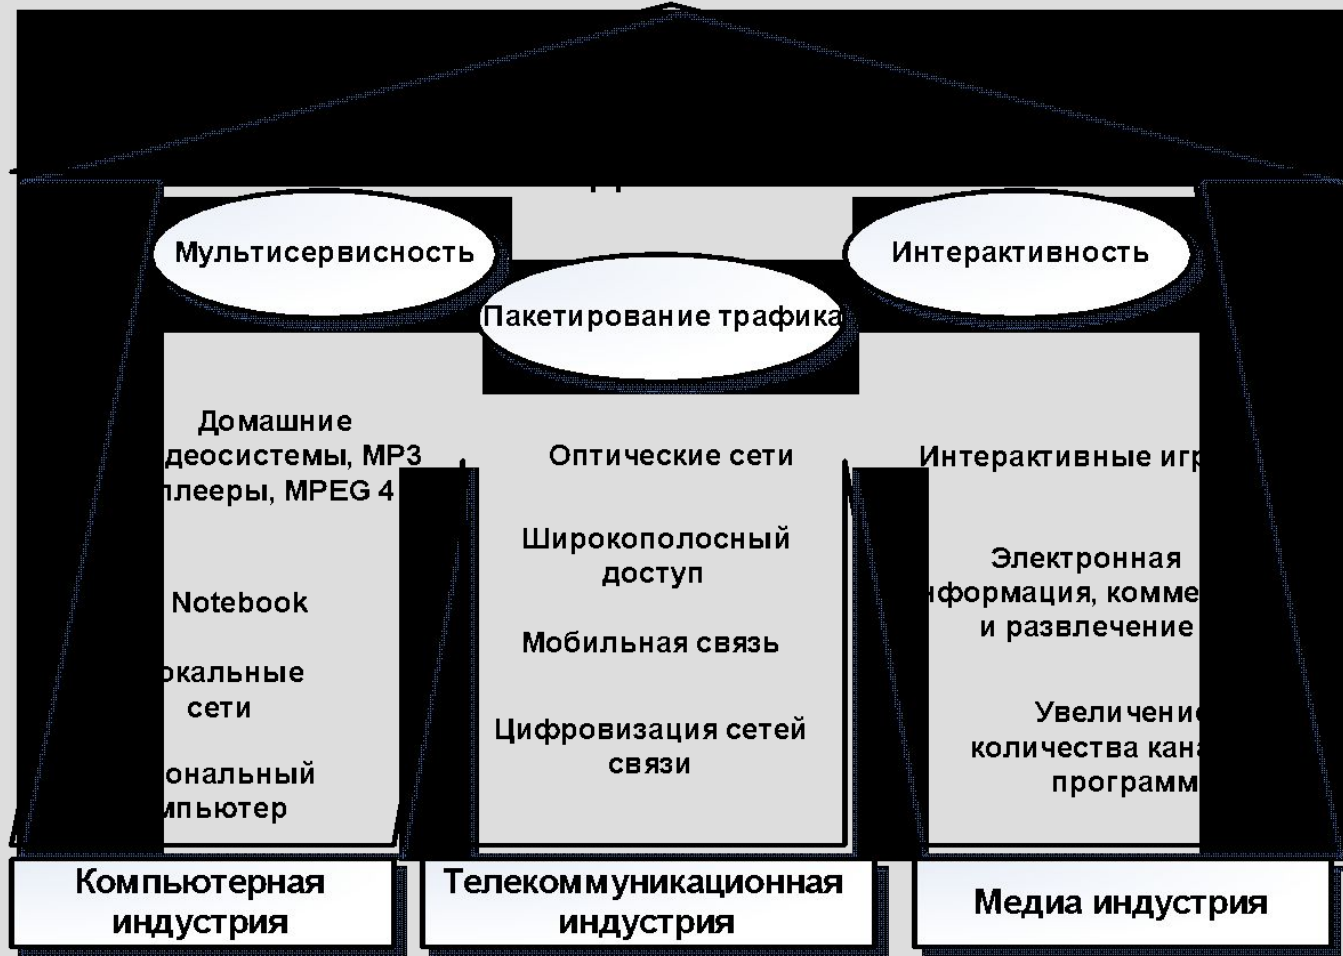 Мультисервисность
Интерактивность
Пакетирование трафика
Домашние
деосистемы, MP3
плееры, MPEG 4
Notebook
окальные
сети
ональный
мпьютер
Оптические сети
Широкополосный
доступ
Мобильная связь
Цифровизация сетей
связи
Интерактивные игр
Электронная
нформация, комме
и развлечение
Увеличение
количества кана
программ
Компьютерная
индустрия
Телекоммуникационная
индустрия
Медиа индустрия